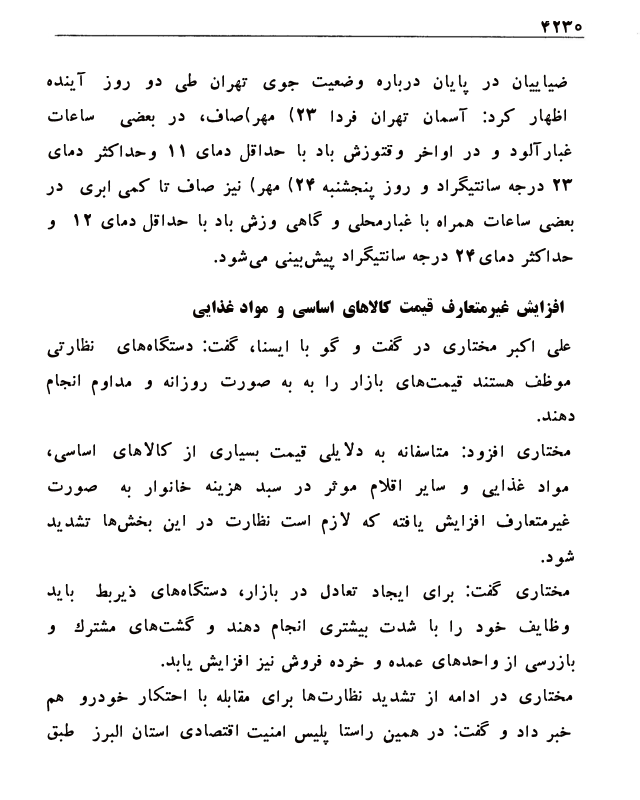 ۴۲۳۰
ضیاییان در پایان درباره وضعیت جوی تهران طی دو روز آینده
اظهار کرد: آسمان تهران فردا ۲۳) مهر)صاف، در بعضی ساعات
غبارآلود و در اواخر وقتوزش باد با حداقل دمای ۱۱ وحداکثر دمای
۲۳ درجه سانتیگراد و روز پنجشنبه ۲۴) مهر) نیز صاف تا کمی ابری در
بعضی ساعات همراه با غبارمحلی و گاهی وزش باد با حداقل دمای ۱۲ و
حداکثر دمای ۲۴ درجه سانتیگراد پیش‌بینی می‌شود.
افزایش غیرمتعارف قیمت کالاهای اساسی و مواد غذایی
علی اکبر مختاری در گفت و گو با ایسنا، گفت: دستگاه‌های نظارتی
موظف هستند قیمت‌های بازار را به به صورت روزانه و مداوم انجام
دهند.
مختاری افزود: متاسفانه به دلایلی قیمت بسیاری از کالاهای اساسی،
مواد غذایی و سایر اقلام موثر در سبد هزینه خانوار به صورت
غیرمتعارف افزایش یافته که لازم است نظارت در این بخش‌ها تشدید
شود.
مختاری گفت: برای ایجاد تعادل در بازار، دستگاه‌های ذیربط باید
وظایف خود را با شدت بیشتری انجام دهند و گشت‌های مشترك و
بازرسی از واحدهای عمده و خرده فروش نیز افزایش یابد.
مختاری در ادامه از تشدید نظارت‌ها برای مقابله با احتکار خودرو هم
خبر داد و گفت: در همین راستا پلیس امنیت اقتصادی استان البرز طبق